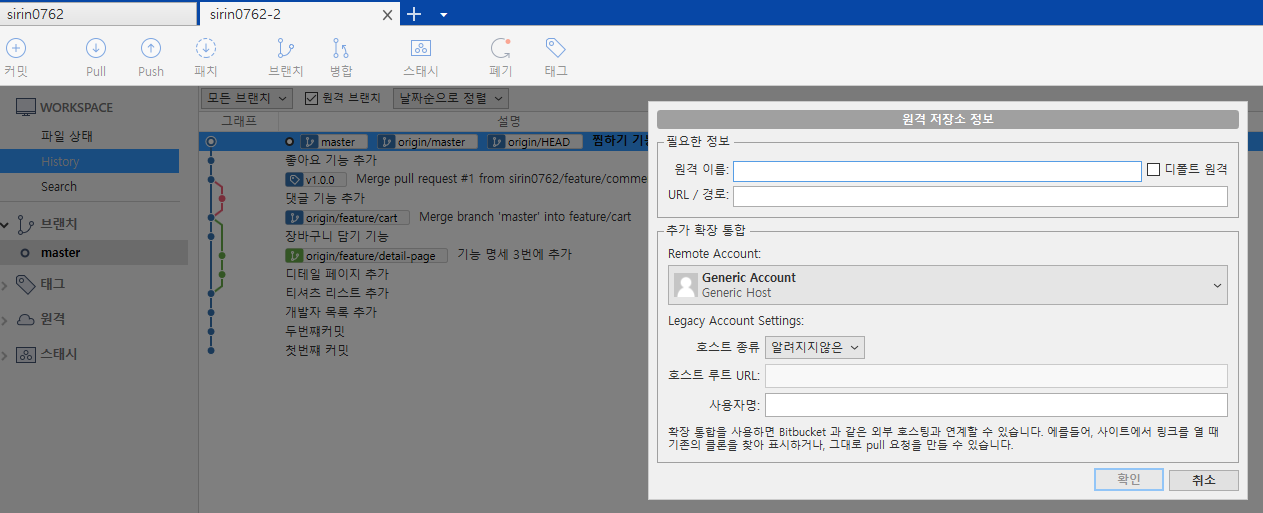 sirin0762
sirin0762-2
커밋
Pull
Push
패치
브랜치
병합
스태시
폐기
태그
WORKSPACE
파일 상태
History
Search
브랜치
master
태그
원격
스태시
모든 브랜치
원격 브랜치
날짜순으로 정렬
그래프
설명
master origin/master origin/HEAD 찜하기
좋아요 기능 추가
v1.0.0 Merge pull request #1 from sirin0762/feature/comme
댓글 기능 추가
origin/feature/cart Merge branch 'master' into feature/cart
장바구니 담기 기능
origin/feature/detail-page 기능 명세 3번에 추가
디테일 페이지 추가
티셔츠 리스트 추가
개발자 목록 추가
두번째커밋
첫번째 커밋
원격 저장소 정보
필요한 정보
원격 이름:
디폴트 원격
URL / 경로:
추가 확장 통합
Remote Account:
Generic Account
Generic Host
Legacy Account Settings:
호스트 종류 알려지지않은
호스트 루트 URL:
사용자명:
확장 통합을 사용하면 Bitbucket 과 같은 외부 호스팅과 연계할 수 있습니다. 예를들어, 사이트에서 링크를 열 때
기존의 클론을 찾아 표시하거나, 그대로 pull 요청을 만들 수 있습니다.
확인
취소